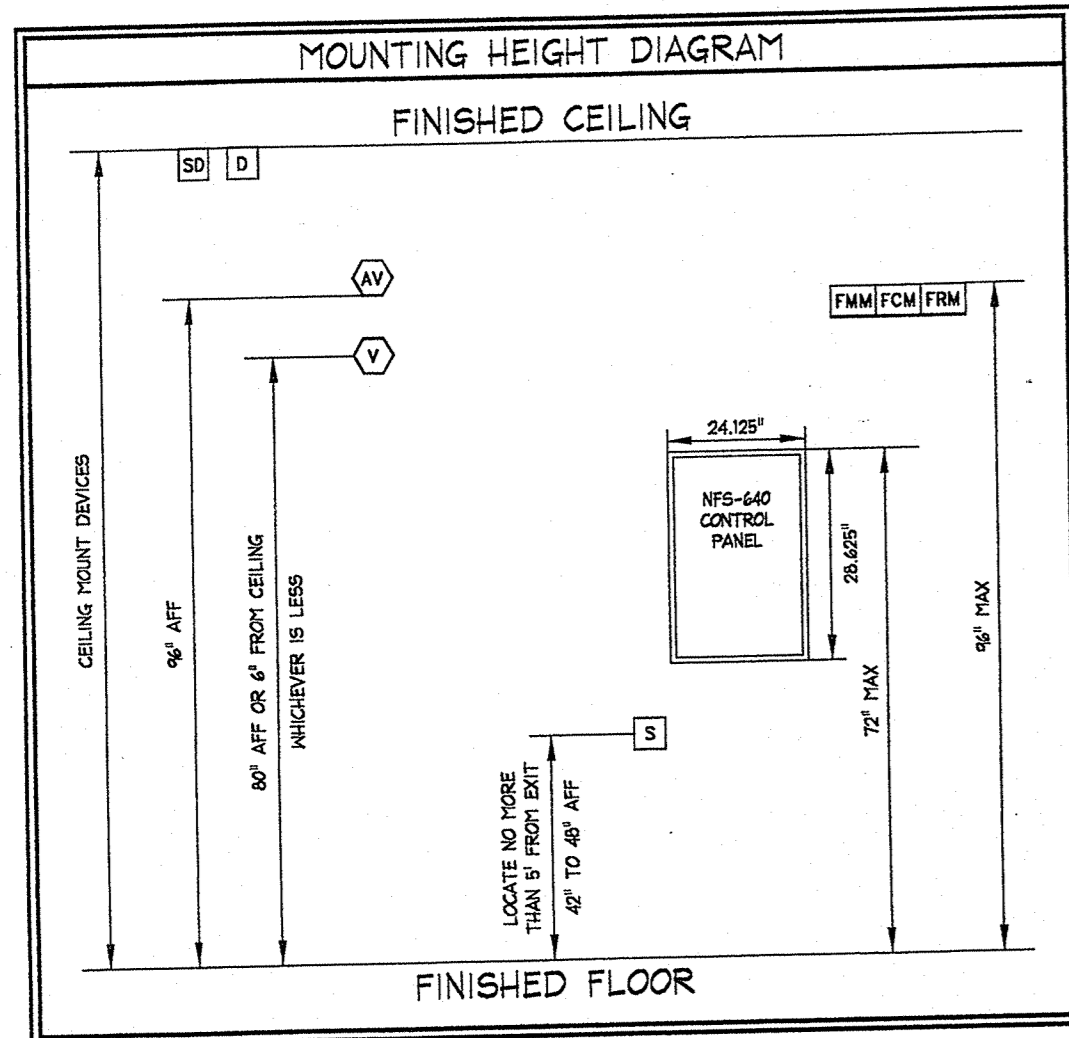 MOUNTING HEIGHT DIAGRAM
FINISHED CEILING
SD
D
AV
V
FMM
FCM
FRM
CEILING MOUNT DEVICES
96" AFF
80" AFF OR 6" FROM CEILING
WHICHEVER IS LESS
24.125"
NFS-640
CONTROL
PANEL
28.625"
72" MAX
96" MAX
S
LOCATE NO MORE
THAN 5' FROM EXIT
42" TO 48" AFF
FINISHED FLOOR